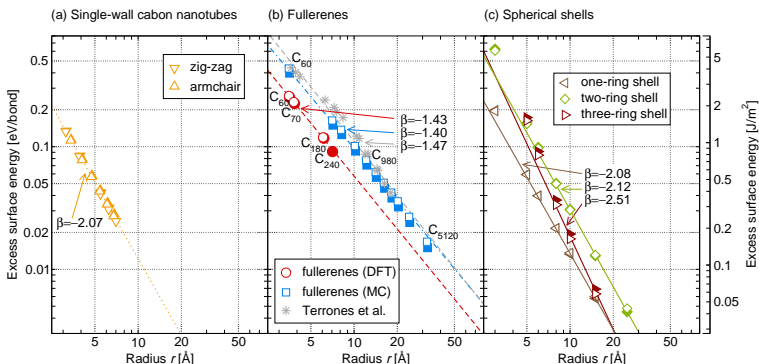 (a) Single-wall cabon nanotubes
(b) Fullerenes
(c) Spherical shells
Excess surface energy [eV/bond]
0.5
0.2
0.1
0.05
0.02
0.01
zig-zag
armchair
β=−2.07
5 10 20 50
Radius r [Å]
C60
C60
C70
C180
C240
C980
C5120
β=−1.43
β=−1.40
β=−1.47
fullerenes (DFT)
fullerenes (MC)
Terrones et al.
5 10 20 50
Radius r [Å]
one-ring shell
two-ring shell
three-ring shell
β=−2.08
β=−2.12
β=−2.51
5 10 20 50
Radius r [Å]
5
2
1
0.5
0.2
0.1
0.05
Excess surface energy [J/m²]